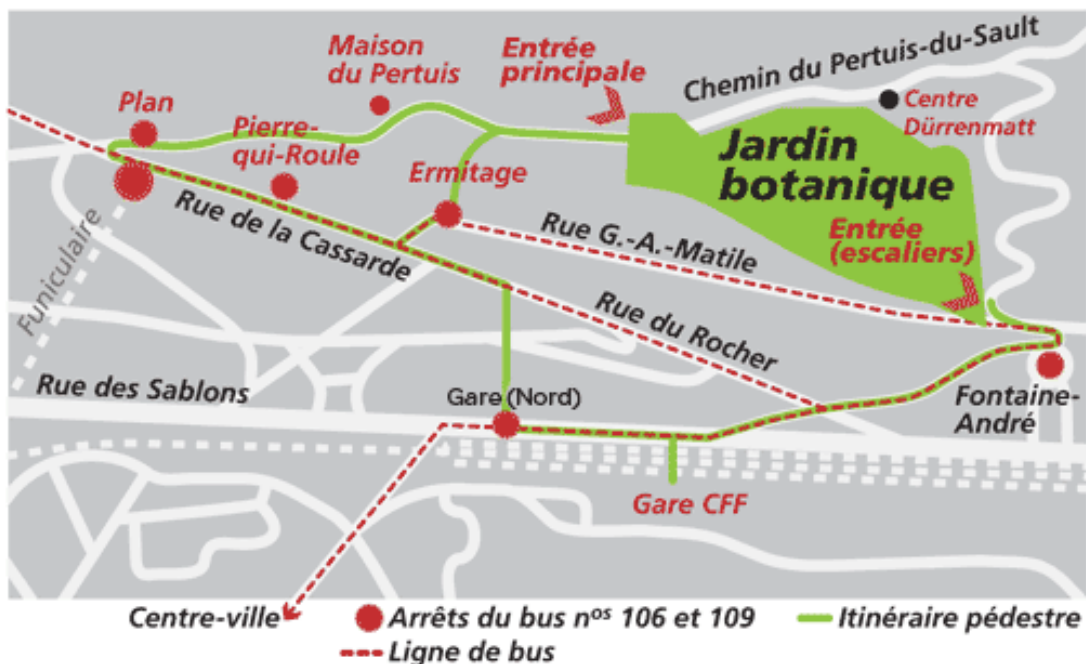 Maison
du Pertuis
Entrée
principale
Chemin du Pertuis-du-Sault
Plan
Pierre-
qui-Roule
Centre
Dürrenmatt
Ermitage
Jardin
botanique
Rue de la Cassarde
Rue G.-A.-Matile
Entrée
(escaliers)
Funiculaire
Rue du Rocher
Rue des Sablons
Gare (Nord)
Fontaine-
André
Gare CFF
Centre-ville
Arrêts du bus nos 106 et 109
Itinéraire pédestre
Ligne de bus